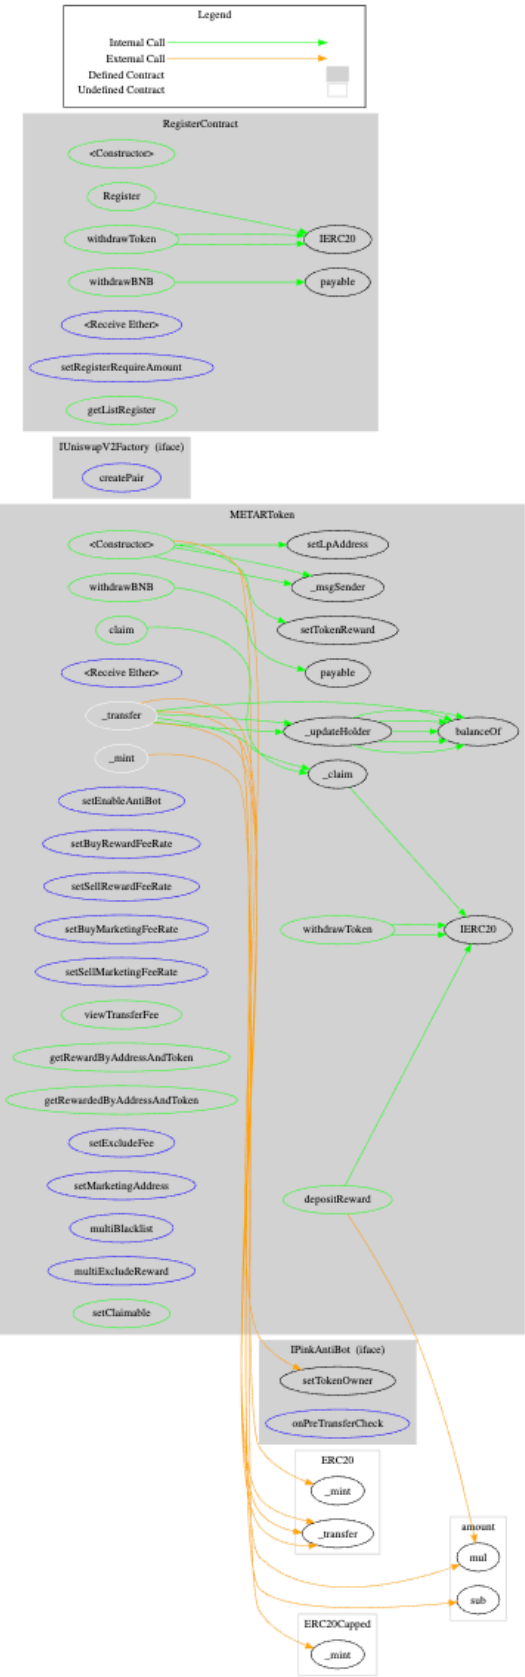 Legend
Internal Call
External Call
Defined Contract
Undefined Contract
RegisterContract
<Constructor>
Register
withdrawToken
IERC20
withdrawBNB
payable
<Receive Ether>
setRegisterRequireAmount
getListRegister
IUniswapV2Factory (iface)
createPair
METARToken
<Constructor>
setLpAddress
withdrawBNB
_msgSender
claim
setTokenReward
<Receive Ether>
payable
_transfer
_updateHolder
balanceOf
_mint
_claim
setEnableAntiBot
setBuyRewardFeeRate
setSellRewardFeeRate
setBuyMarketingFeeRate
withdrawToken
IERC20
setSellMarketingFeeRate
viewTransferFee
getRewardByAddressAndToken
getRewardedByAddressAndToken
setExcludeFee
setMarketingAddress
depositReward
multiBlacklist
multiExcludeReward
setClaimable
IPinkAntiBot (iface)
setTokenOwner
onPreTransferCheck
ERC20
_mint
_transfer
amount
mul
sub
ERC20Capped
_mint